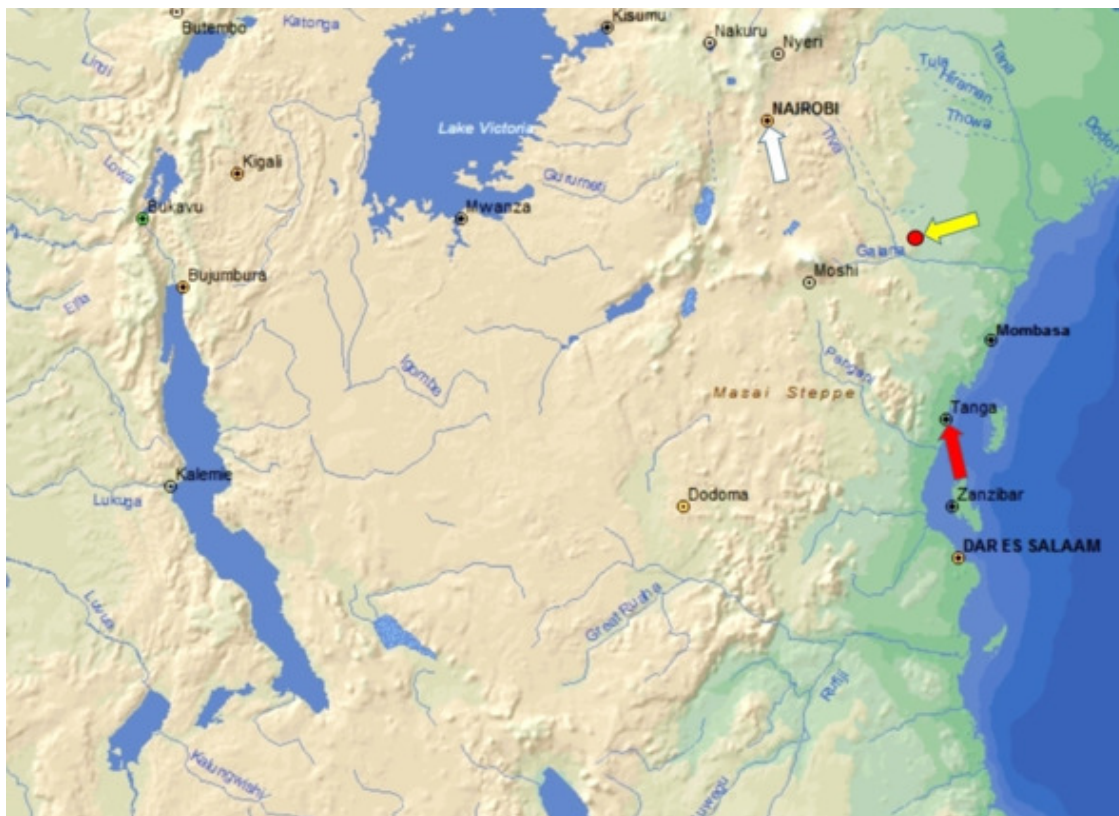 Kisumu
Katonga
Butembo
Nakuru
Nyeri
Tana
Lindi
Tula
Hiraman
NAIROBI
Thowa
Lake Victoria
Tiva
Lowa
Kigali
Gurumeti
Bukavu
Mwanza
Galana
Moshi
Bujumbura
Elila
Mombasa
Pangani
Igombe
Masai Steppe
Tanga
Kalemie
Lukuga
Dodoma
Zanzibar
DAR ES SALAAM
Luvua
Great Ruaha
Rufiji
Kalungwishi